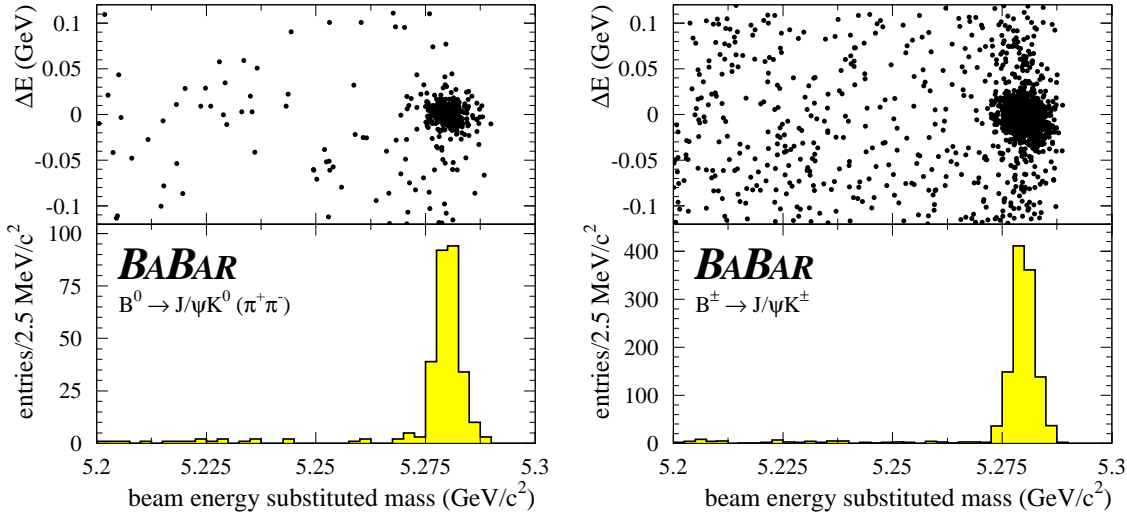 ΔE (GeV)
0.1
0.05
0
-0.05
-0.1
entries/2.5 MeV/c²
100
75
50
25
0
BABAR
B⁰ → J/ψK⁰ (π⁺π⁻)
5.2 5.225 5.25 5.275 5.3
beam energy substituted mass (GeV/c²)
ΔE (GeV)
0.1
0.05
0
-0.05
-0.1
entries/2.5 MeV/c²
400
300
200
100
0
BABAR
B± → J/ψK±
5.2 5.225 5.25 5.275 5.3
beam energy substituted mass (GeV/c²)